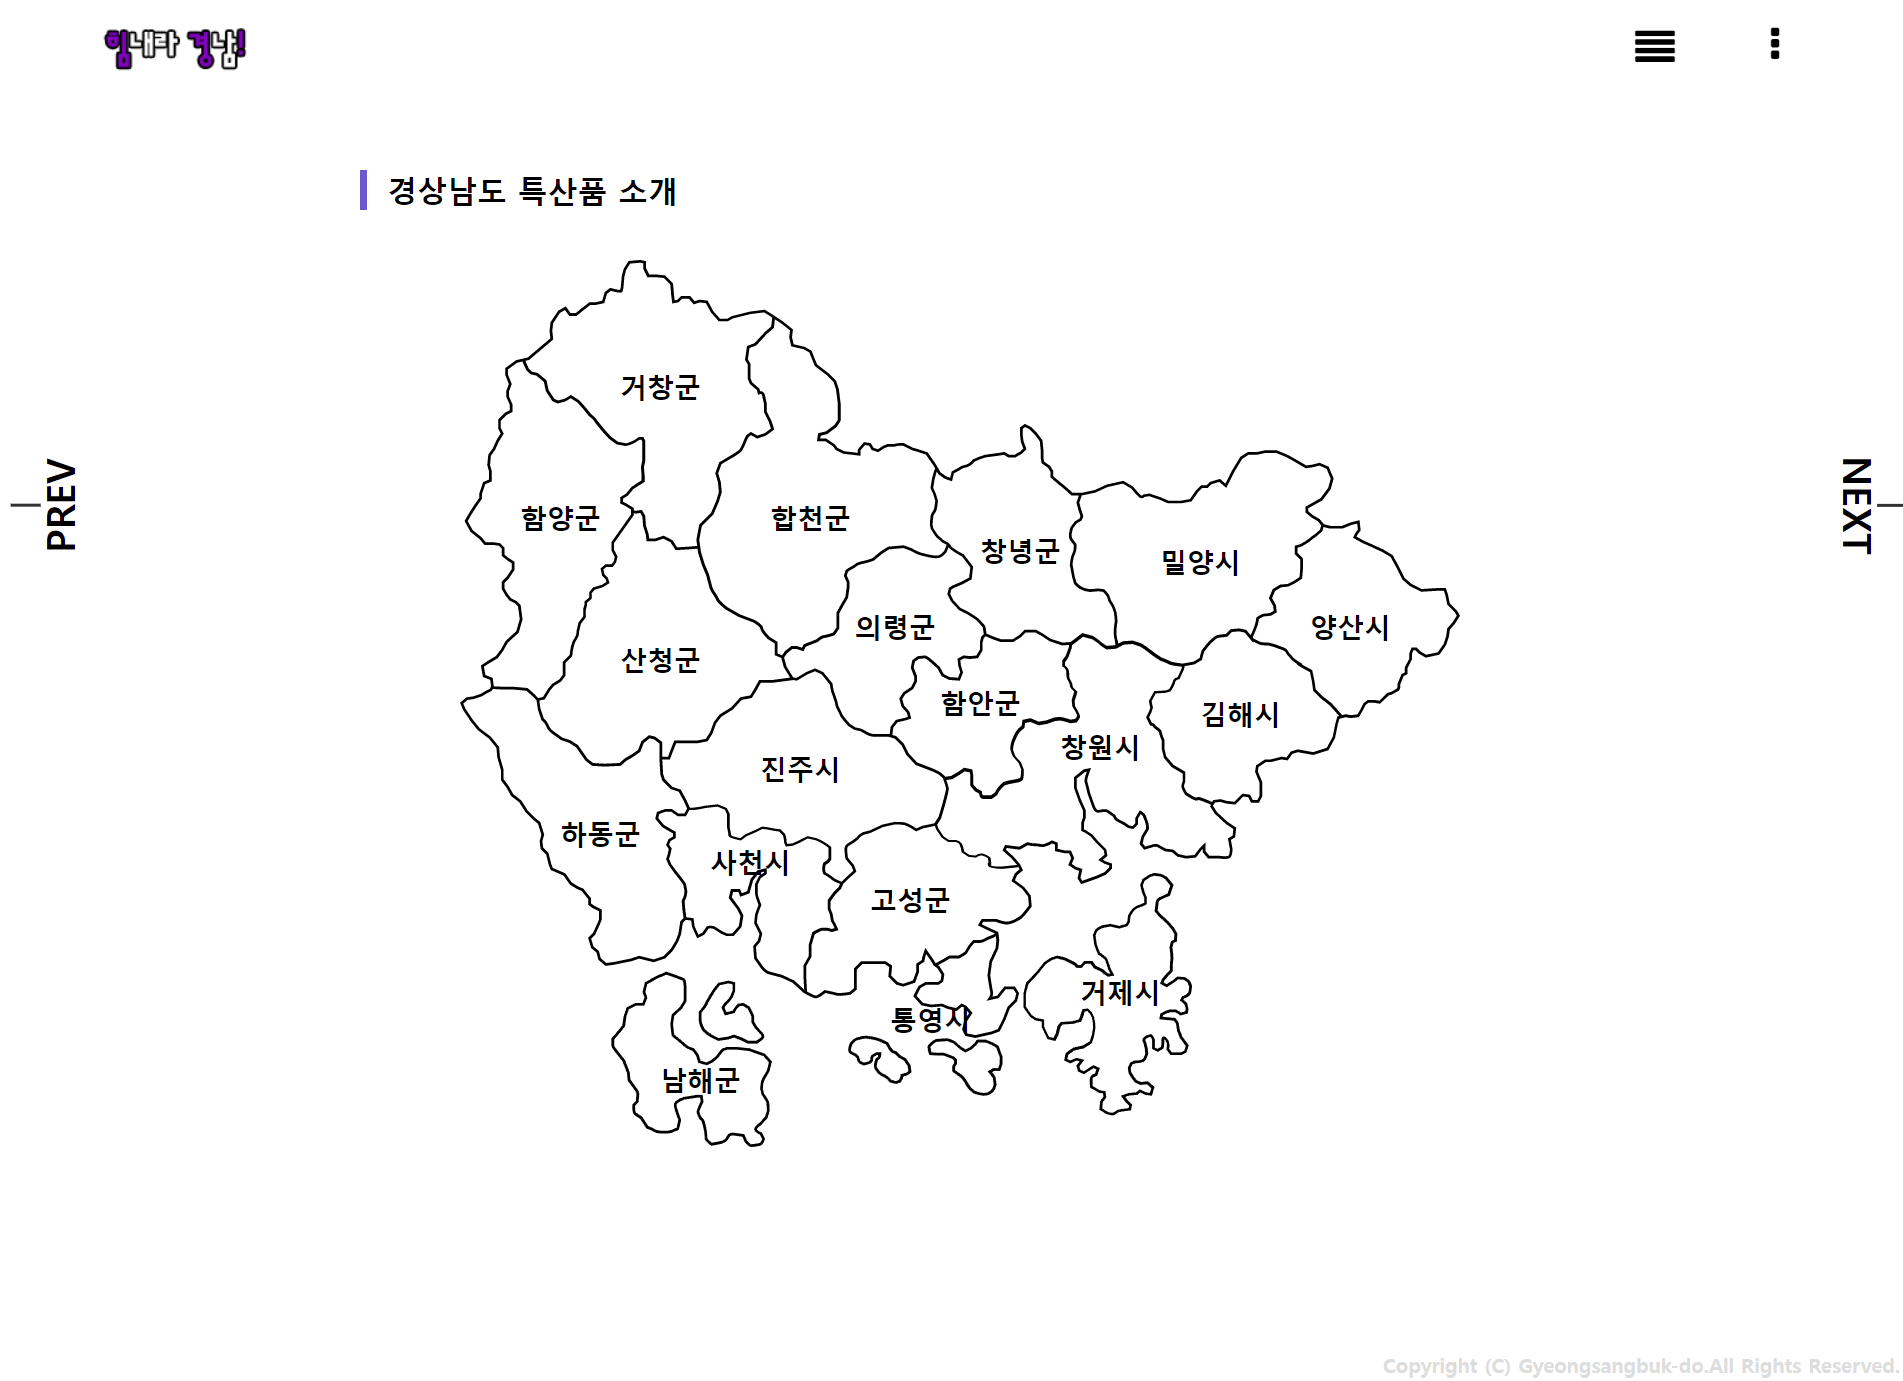 힘내라 경남!
경상남도 특산품 소개
거창군
함양군
합천군
창녕군
밀양시
의령군
양산시
산청군
함안군
김해시
창원시
진주시
하동군
사천시
고성군
거제시
통영시
남해군
PREV
NEXT
Copyright (C) Gyeongsangbuk-do.All Rights Reserved.